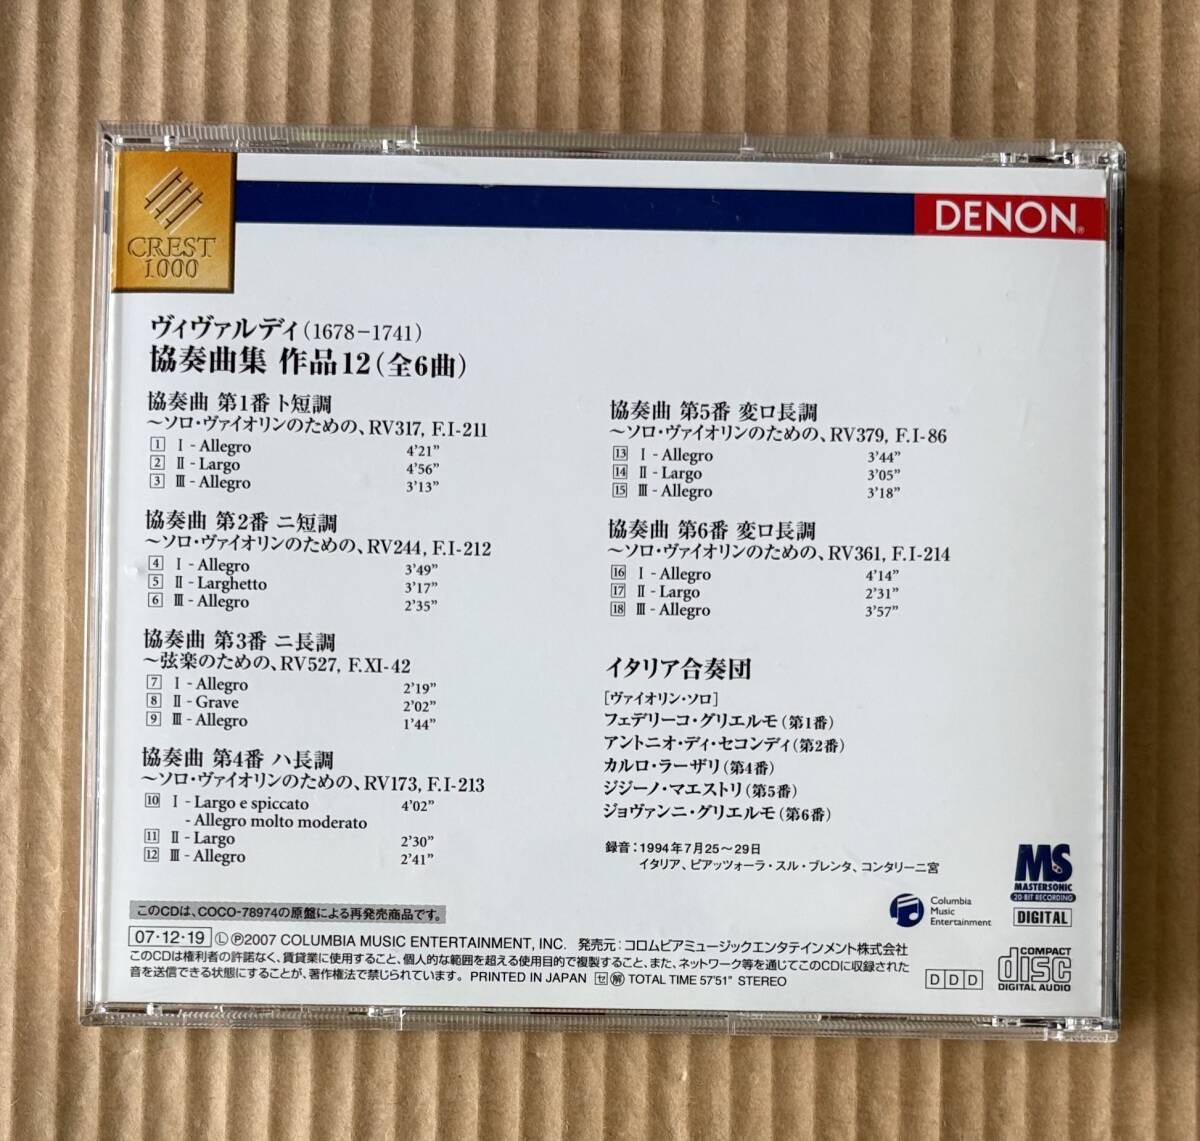 CREST
1000
DENON®
ヴィヴァルディ(1678−1741)
協奏曲集 作品12(全6曲)
協奏曲 第1番 ト短調
〜ソロ・ヴァイオリンのための、RV317, F.I-211
1 I - Allegro 4'21”
2 II - Largo 4'56”
3 III - Allegro 3'13”
協奏曲 第2番 ニ短調
〜ソロ・ヴァイオリンのための、RV244, F.I-212
4 I - Allegro 3'49”
5 II - Larghetto 3'17”
6 III - Allegro 2'35”
協奏曲 第3番 ニ長調
〜弦楽のための、RV527, F.XI-42
7 I - Allegro 2'19”
8 II - Grave 2'02”
9 III - Allegro 1'44”
協奏曲 第4番 ハ長調
〜ソロ・ヴァイオリンのための、RV173, F.I-213
10 I - Largo e spiccato 4'02”
- Allegro molto moderato
11 II - Largo 2'30”
12 III - Allegro 2'41”
協奏曲 第5番 変ロ長調
〜ソロ・ヴァイオリンのための、RV379, F.I-86
13 I - Allegro 3'44”
14 II - Largo 3'05”
15 III - Allegro 3'18”
協奏曲 第6番 変ロ長調
〜ソロ・ヴァイオリンのための、RV361, F.I-214
16 I - Allegro 4'14”
17 II - Largo 2'31”
18 III - Allegro 3'57”
イタリア合奏団
[ヴァイオリン・ソロ]
フェデリーコ・グリエルモ(第1番)
アントニオ・ディ・セコンディ(第2番)
カルロ・ラーザリ(第4番)
ジジーノ・マエストリ(第5番)
ジョヴァンニ・グリエルモ(第6番)
録音：1994年7月25〜29日
イタリア、ピアッツォーラ・スル・ブレンタ、コンタリーニ宮
MS
MASTERSONIC
20-BIT RECORDING
DIGITAL
Columbia
Music
Entertainment
このCDは、COCO-78974の原盤による再発売商品です。
07・12・19 Ⓛ Ⓟ2007 COLUMBIA MUSIC ENTERTAINMENT, INC. 発売元：コロムビアミュージックエンタテインメント株式会社
このCDは権利者の許諾なく、賃貸業に使用すること、個人的な範囲を超える使用目的で複製すること、また、ネットワーク等を通じてこのCDに収録された
音を送信できる状態にすることが、著作権法で禁じられています。 PRINTED IN JAPAN ㋝ ㊮ TOTAL TIME 57'51" STEREO
DDD
COMPACT
disc
DIGITAL AUDIO